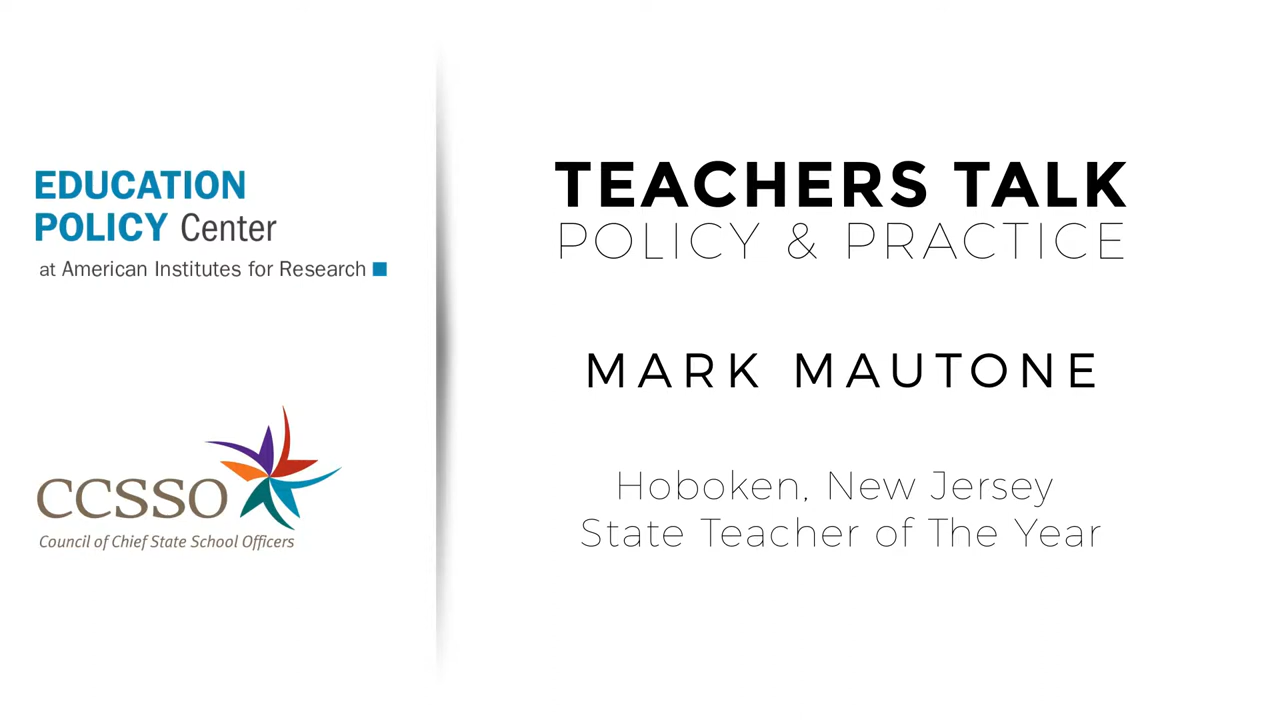 EDUCATION
POLICY Center
at American Institutes for Research
CCSSO
Council of Chief State School Officers
TEACHERS TALK
POLICY & PRACTICE
MARK MAUTONE
Hoboken, New Jersey
State Teacher of The Year